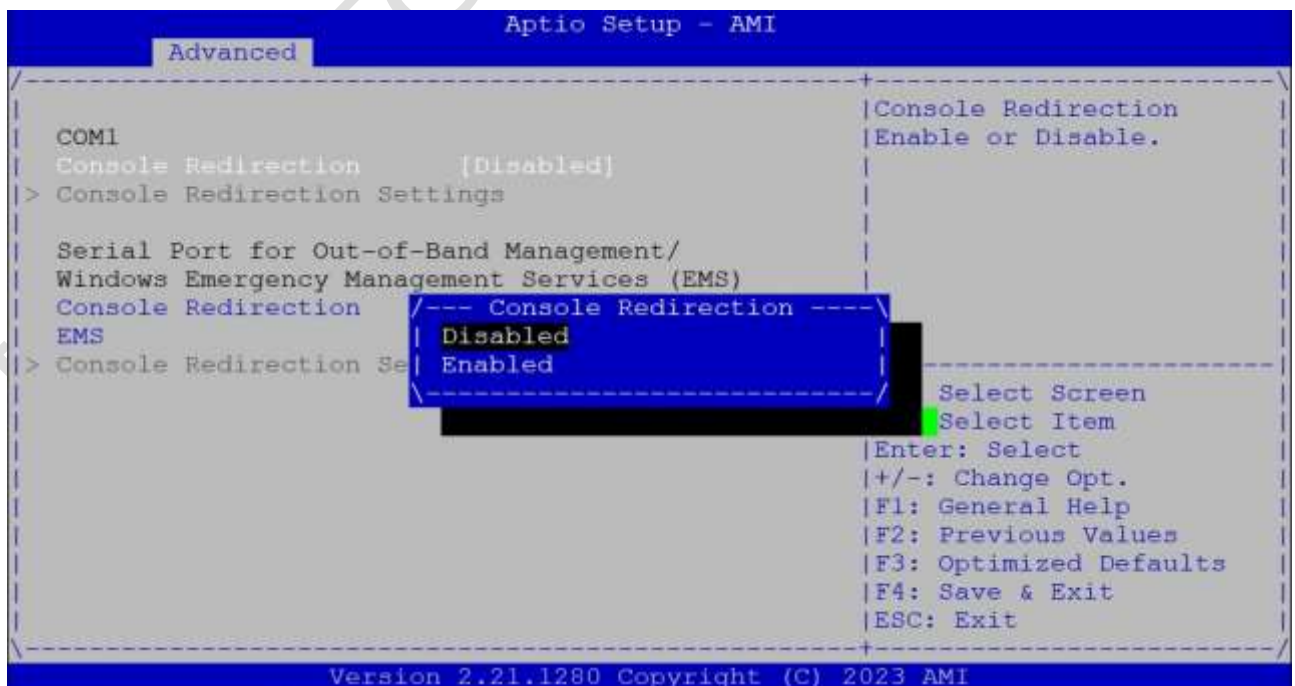 Aptio Setup - AMI
Advanced
COM1
Console Redirection [Disabled]
> Console Redirection Settings
Serial Port for Out-of-Band Management/
Windows Emergency Management Services (EMS)
Console Redirection
EMS
> Console Redirection Se
--- Console Redirection ----
Disabled
Enabled
Console Redirection
Enable or Disable.
Select Screen
Select Item
Enter: Select
+/-: Change Opt.
F1: General Help
F2: Previous Values
F3: Optimized Defaults
F4: Save & Exit
ESC: Exit
Version 2.21.1280 Copyright (C) 2023 AMI